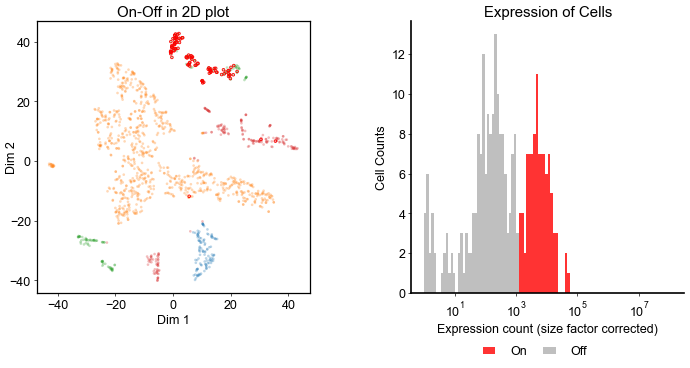 On-Off in 2D plot
40
20
0
−20
−40
Dim 2
−40 −20 0 20 40
Dim 1
Expression of Cells
12
10
8
6
4
2
0
Cell Counts
10^1 10^3 10^5 10^7
Expression count (size factor corrected)
On Off